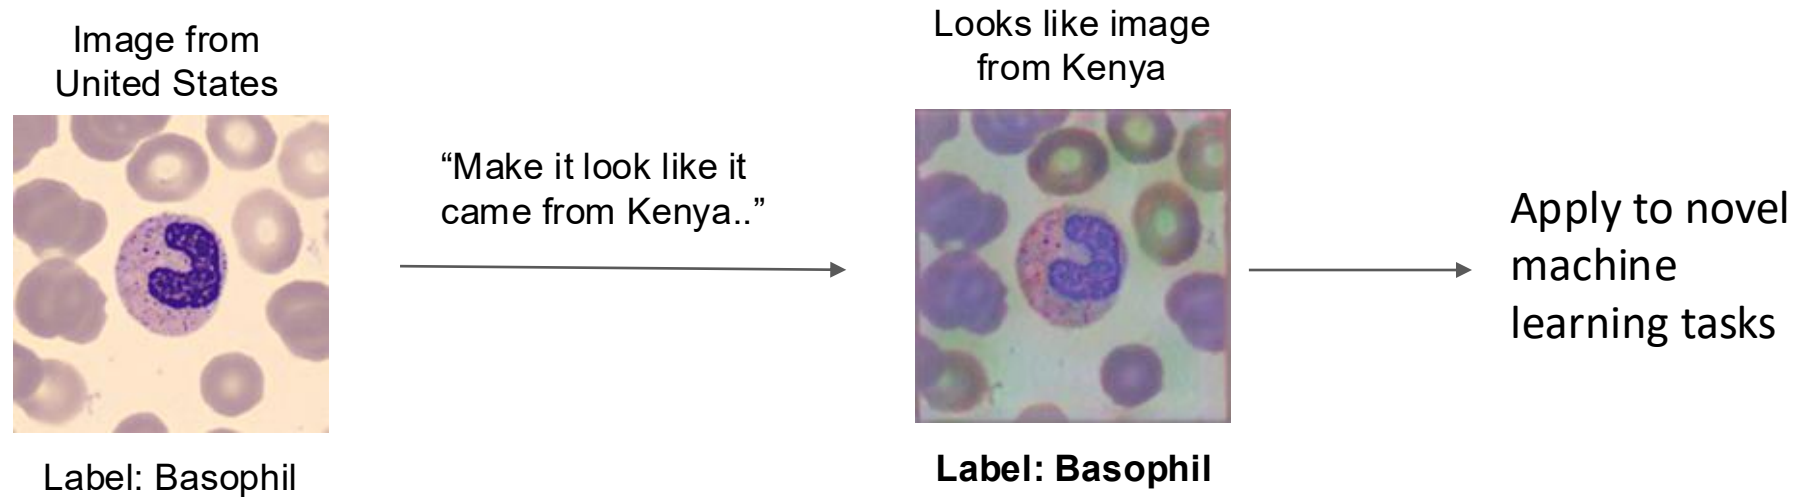 Image from
United States
Label: Basophil
“Make it look like it
came from Kenya..”
Looks like image
from Kenya
Label: Basophil
Apply to novel
machine
learning tasks